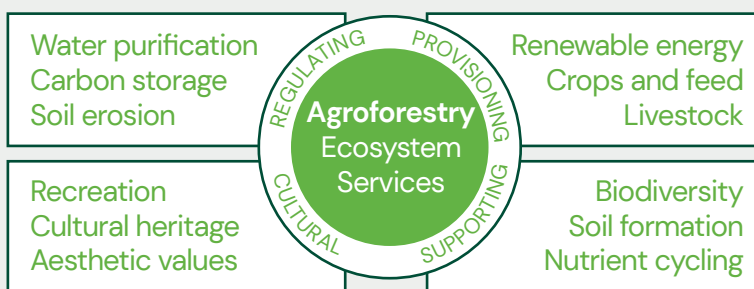 Water purification
Carbon storage
Soil erosion
REGULATING
PROVISIONING
Renewable energy
Crops and feed
Livestock
Agroforestry
Ecosystem
Services
Recreation
Cultural heritage
Aesthetic values
CULTURAL
SUPPORTING
Biodiversity
Soil formation
Nutrient cycling